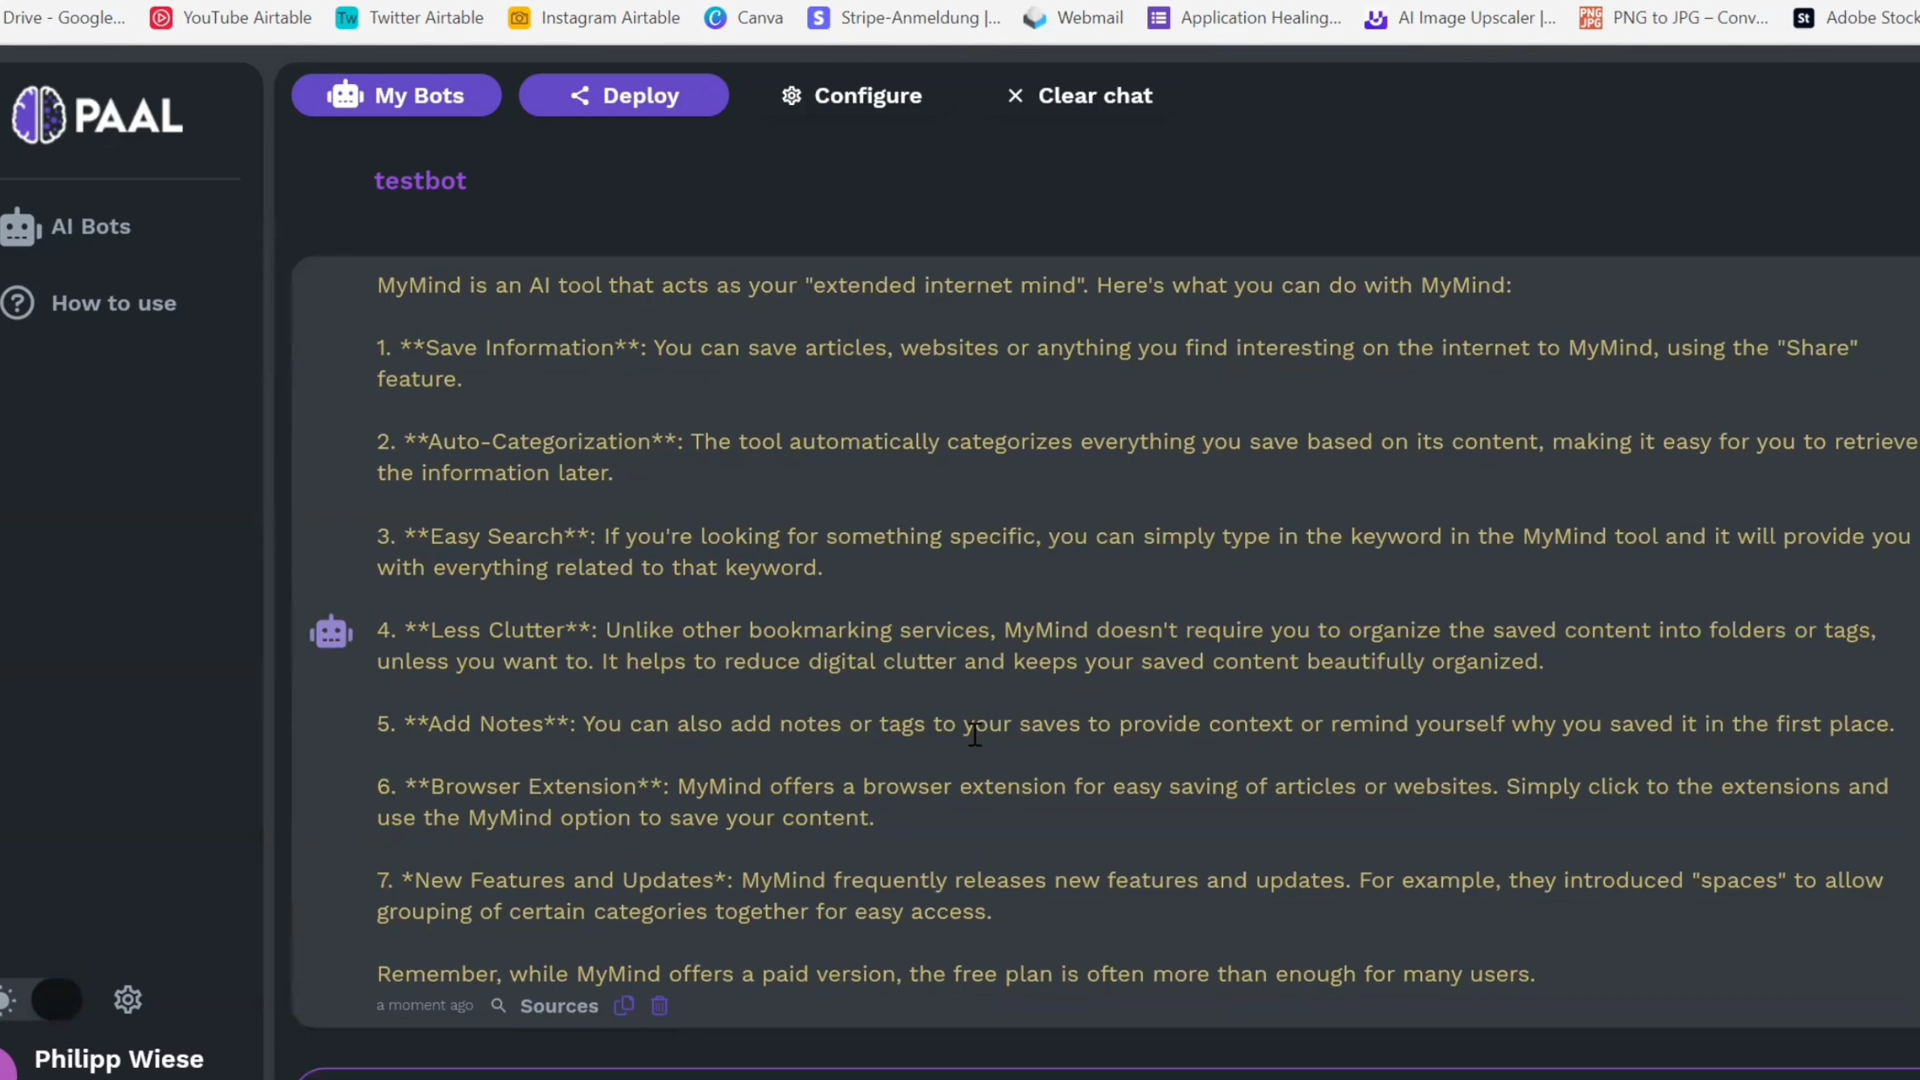 Drive - Google... YouTube Airtable Twitter Airtable Instagram Airtable Canva Stripe-Anmeldung |... Webmail Application Healing... AI Image Upscaler |... PNG to JPG – Conv... Adobe Stock
PAAL
My Bots Deploy Configure Clear chat
testbot
AI Bots
How to use
MyMind is an AI tool that acts as your "extended internet mind". Here's what you can do with MyMind:
1. **Save Information**: You can save articles, websites or anything you find interesting on the internet to MyMind, using the "Share"
feature.
2. **Auto-Categorization**: The tool automatically categorizes everything you save based on its content, making it easy for you to retrieve
the information later.
3. **Easy Search**: If you're looking for something specific, you can simply type in the keyword in the MyMind tool and it will provide you
with everything related to that keyword.
4. **Less Clutter**: Unlike other bookmarking services, MyMind doesn't require you to organize the saved content into folders or tags,
unless you want to. It helps to reduce digital clutter and keeps your saved content beautifully organized.
5. **Add Notes**: You can also add notes or tags to your saves to provide context or remind yourself why you saved it in the first place.
6. **Browser Extension**: MyMind offers a browser extension for easy saving of articles or websites. Simply click to the extensions and
use the MyMind option to save your content.
7. *New Features and Updates*: MyMind frequently releases new features and updates. For example, they introduced "spaces" to allow
grouping of certain categories together for easy access.
Remember, while MyMind offers a paid version, the free plan is often more than enough for many users.
a moment ago Sources
Philipp Wiese